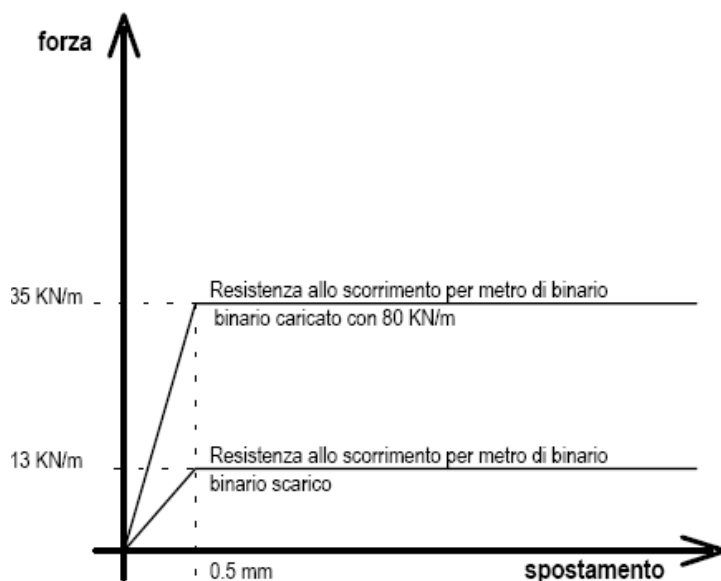 forza
35 KN/m
Resistenza allo scorrimento per metro di binario
binario caricato con 80 KN/m
13 KN/m
Resistenza allo scorrimento per metro di binario
binario scarico
0.5 mm
spostamento